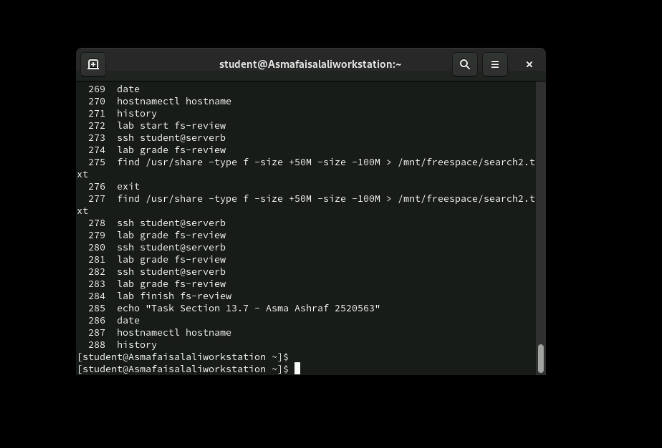 student@Asmafaisalaliworkstation:~
269 date
270 hostnamectl hostname
271 history
272 lab start fs-review
273 ssh student@serverb
274 lab grade fs-review
275 find /usr/share -type f -size +50M -size -100M > /mnt/freespace/search2.t
xt
276 exit
277 find /usr/share -type f -size +50M -size -100M > /mnt/freespace/search2.t
xt
278 ssh student@serverb
279 lab grade fs-review
280 ssh student@serverb
281 lab grade fs-review
282 ssh student@serverb
283 lab grade fs-review
284 lab finish fs-review
285 echo "Task Section 13.7 - Asma Ashraf 2520563"
286 date
287 hostnamectl hostname
288 history
[student@Asmafaisalaliworkstation ~]$
[student@Asmafaisalaliworkstation ~]$